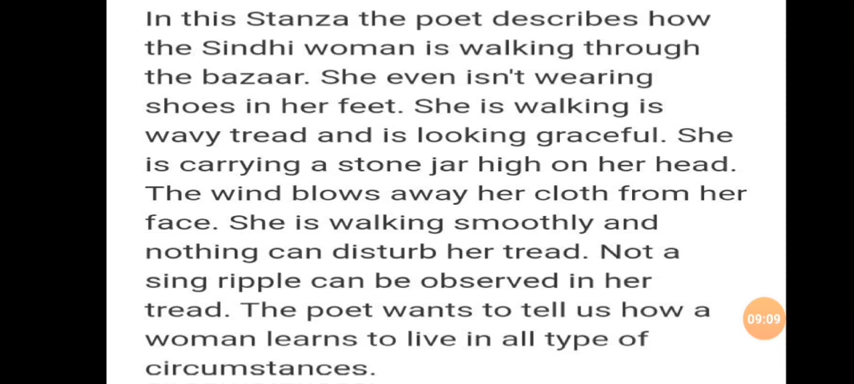 In this Stanza the poet describes how
the Sindhi woman is walking through
the bazaar. She even isn't wearing
shoes in her feet. She is walking is
wavy tread and is looking graceful. She
is carrying a stone jar high on her head.
The wind blows away her cloth from her
face. She is walking smoothly and
nothing can disturb her tread. Not a
sing ripple can be observed in her
tread. The poet wants to tell us how a
09:09
woman learns to live in all type of
circumstances.